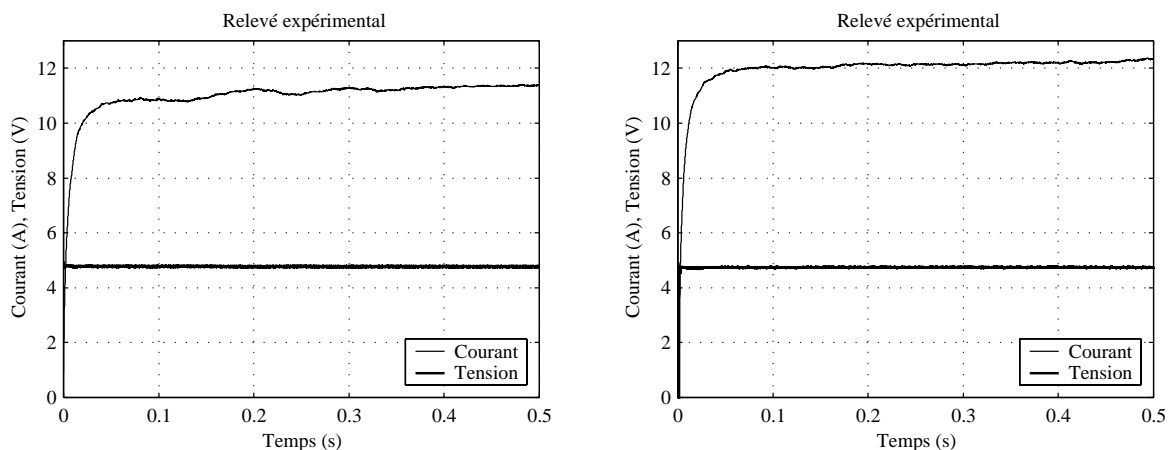 Relevé expérimental
Courant (A), Tension (V)
12
10
8
6
4
2
0
Courant
Tension
0 0.1 0.2 0.3 0.4 0.5
Temps (s)
Relevé expérimental
Courant (A), Tension (V)
12
10
8
6
4
2
0
Courant
Tension
0 0.1 0.2 0.3 0.4 0.5
Temps (s)